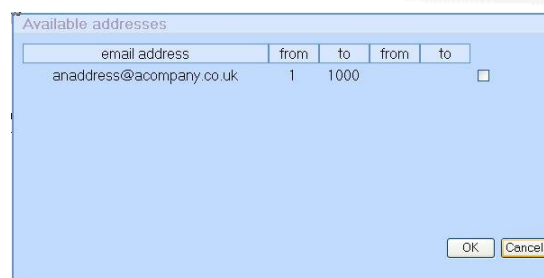 Available addresses
email address from to from to
anaddress@acompany.co.uk 1 1000
OK Cancel